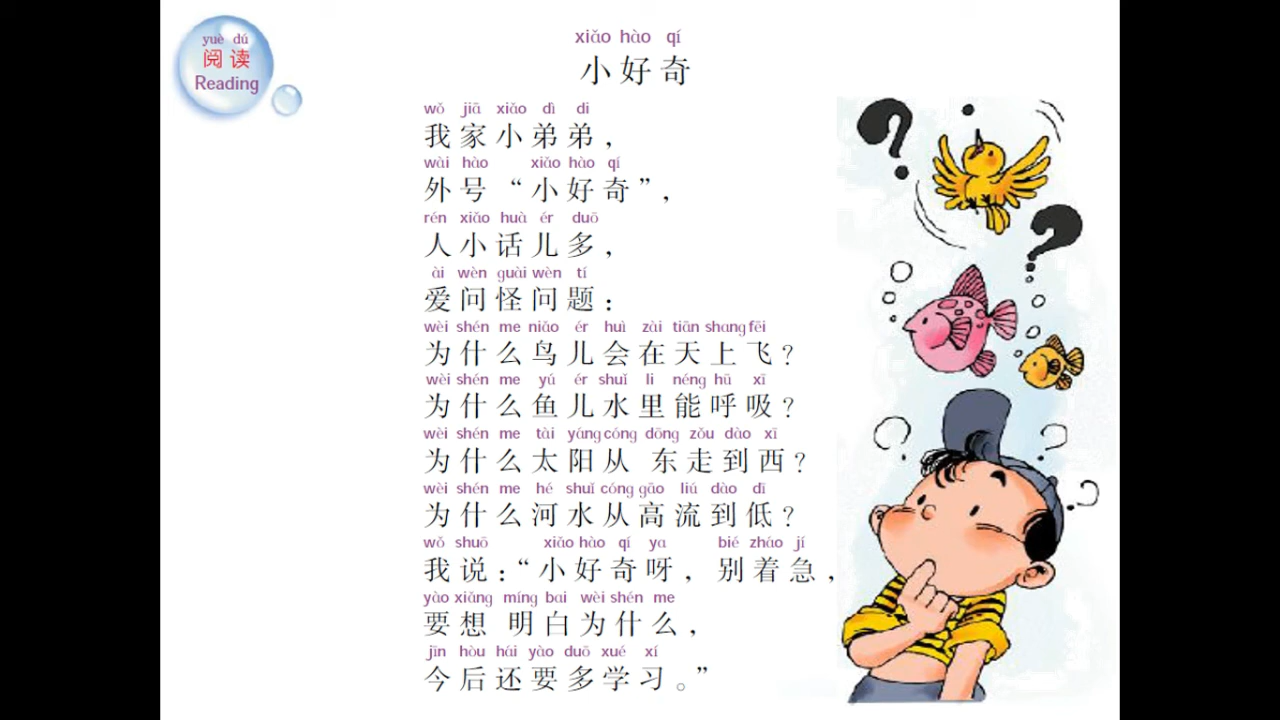 yuè dú
阅读
Reading
xiǎo hào qí
小好奇
wǒ jiā xiǎo dì di
我家小弟弟，
wài hào xiǎo hào qí
外号“小好奇”，
rén xiǎo huà ér duō
人小话儿多，
ài wèn guài wèn tí
爱问怪问题：
wèi shén me niǎo ér huì zài tiān shang fēi
为什么鸟儿会在天上飞？
wèi shén me yú ér shuǐ li néng hū xī
为什么鱼儿水里能呼吸？
wèi shén me tài yáng cóng dōng zǒu dào xī
为什么太阳从东走到西？
wèi shén me hé shuǐ cóng gāo liú dào dī
为什么河水从高流到低？
wǒ shuō xiǎo hào qí ya bié zháo jí
我说：“小好奇呀，别着急，
yào xiǎng míng bai wèi shén me
要想明白为什么，
jīn hòu hái yào duō xué xí
今后还要多学习。”